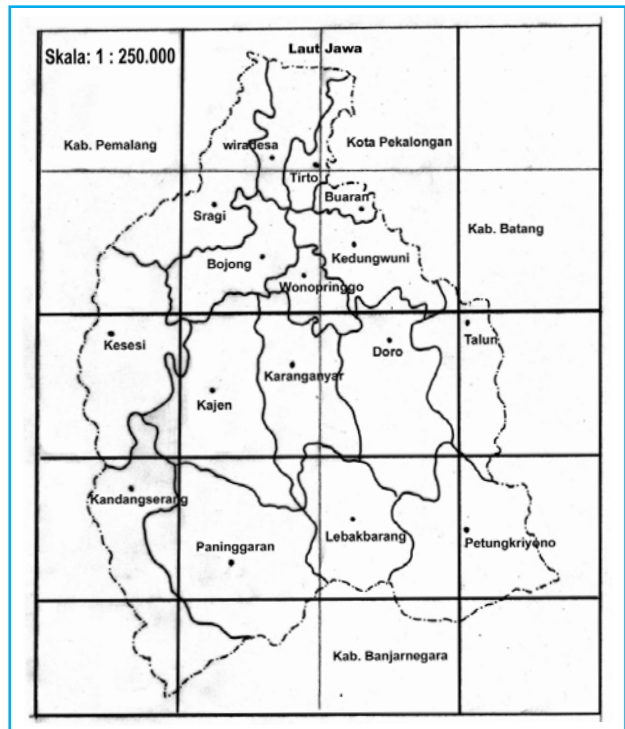 Laut Jawa
Skala: 1 : 250.000
Kab. Pemalang
wiradesa
Kota Pekalongan
Tirto
Buaran
Sragi
Kab. Batang
Bojong
Kedungwuni
Wonopringgo
Kesesi
Talun
Doro
Karanganyar
Kajen
Kandangserang
Lebakbarang
Petungkriyono
Paninggaran
Kab. Banjarnegara